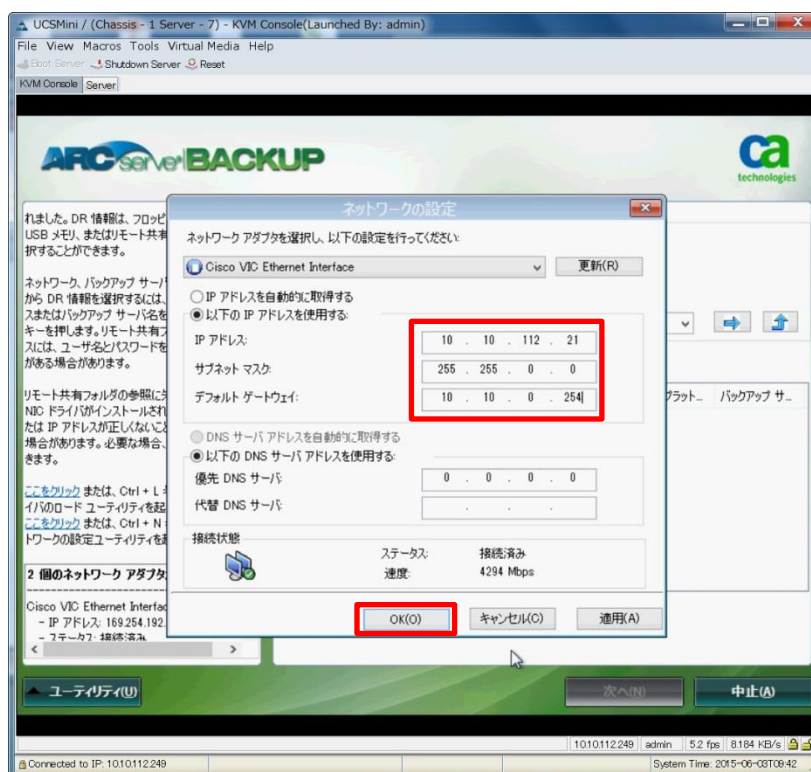 UCSMini / (Chassis - 1 Server - 7) - KVM Console(Launched By: admin)
File View Macros Tools Virtual Media Help
Boot Server Shutdown Server Reset
KVM Console Server
ARCserve BACKUP
ca
technologies
れました。DR 情報は、フロッピ
USB メモリ、またはリモート共有
択することができます。
ネットワーク、バックアップ サーバ
から DR 情報を選択するには、
スまたはバックアップ サーバ名を
キーを押します。リモート共有フ
スには、ユーザ名とパスワードを
がある場合があります。
リモート共有フォルダの参照に失
NIC ドライバがインストールされ
たは IP アドレスが正しくないこと
場合があります。必要な場合、
きます。
ここをクリック または、Ctrl + L
イバのロード ユーティリティを起
ここをクリック または、Ctrl + N
トワークの設定ユーティリティを起
2 個のネットワーク アダプタ
Cisco VIC Ethernet Interfac
- IP アドレス: 169.254.192.
- ステータス: 接続済み
ネットワークの設定
ネットワーク アダプタを選択し、以下の設定を行ってください:
Cisco VIC Ethernet Interface 更新(R)
IP アドレスを自動的に取得する
以下の IP アドレスを使用する:
IP アドレス: 10 . 10 . 112 . 21
サブネット マスク: 255 . 255 . 0 . 0
デフォルト ゲートウェイ: 10 . 10 . 0 . 254
DNS サーバ アドレスを自動的に取得する
以下の DNS サーバ アドレスを使用する:
優先 DNS サーバ: 0 . 0 . 0 . 0
代替 DNS サーバ: . . .
接続状態
ステータス: 接続済み
速度: 4294 Mbps
OK(O) キャンセル(C) 適用(A)
プラット... バックアップ サ...
ユーティリティ(U) 次へ(N) 中止(A)
10.10.112.249 admin 5.2 fps 8.184 KB/s
Connected to IP: 10.10.112.249 System Time: 2015-06-03T09:42